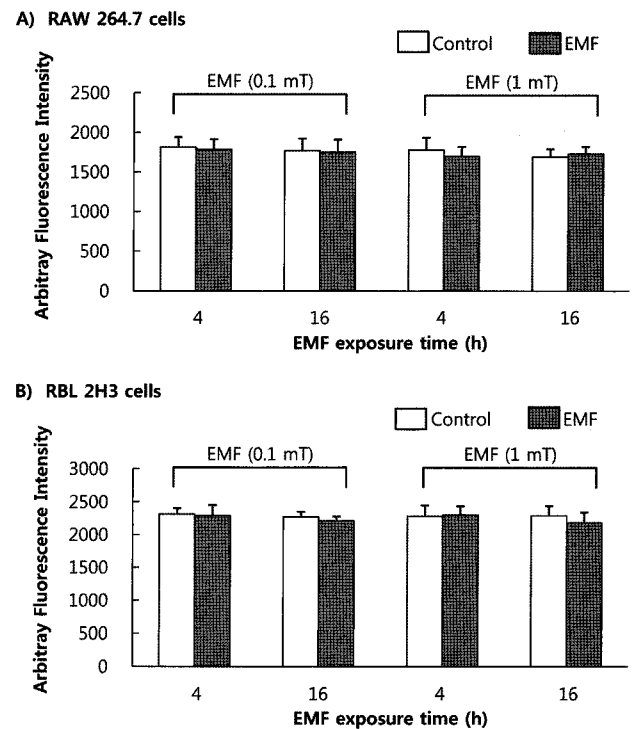 A) RAW 264.7 cells
Control EMF
EMF (0.1 mT) EMF (1 mT)
2500
2000
1500
1000
500
0
Arbitray Fluorescence Intensity
4 16 4 16
EMF exposure time (h)
B) RBL 2H3 cells
Control EMF
EMF (0.1 mT) EMF (1 mT)
3000
2500
2000
1500
1000
500
0
Arbitray Fluorescence Intensity
4 16 4 16
EMF exposure time (h)